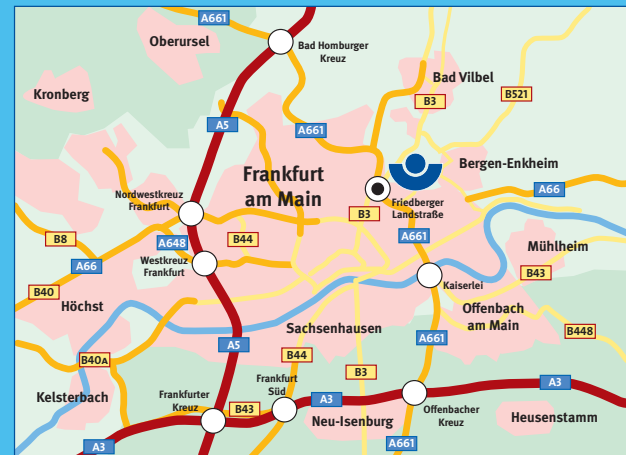 A661
Oberursel
Bad Homburger
Kreuz
Bad Vilbel
Kronberg
B3
B521
A5
A661
Bergen-Enkheim
Frankfurt
am Main
A66
Nordwestkreuz
Frankfurt
Friedberger
Landstraße
B3
A661
B8
A648
B44
Mühlheim
A66
Westkreuz
Frankfurt
B43
B40
Kaiserlei
Höchst
Offenbach
am Main
Sachsenhausen
B448
A661
A5
B40A
B44
B3
Frankfurt
Süd
A3
Kelsterbach
Frankfurter
Kreuz
B43
A3
Offenbacher
Kreuz
Neu-Isenburg
Heusenstamm
A3
A661